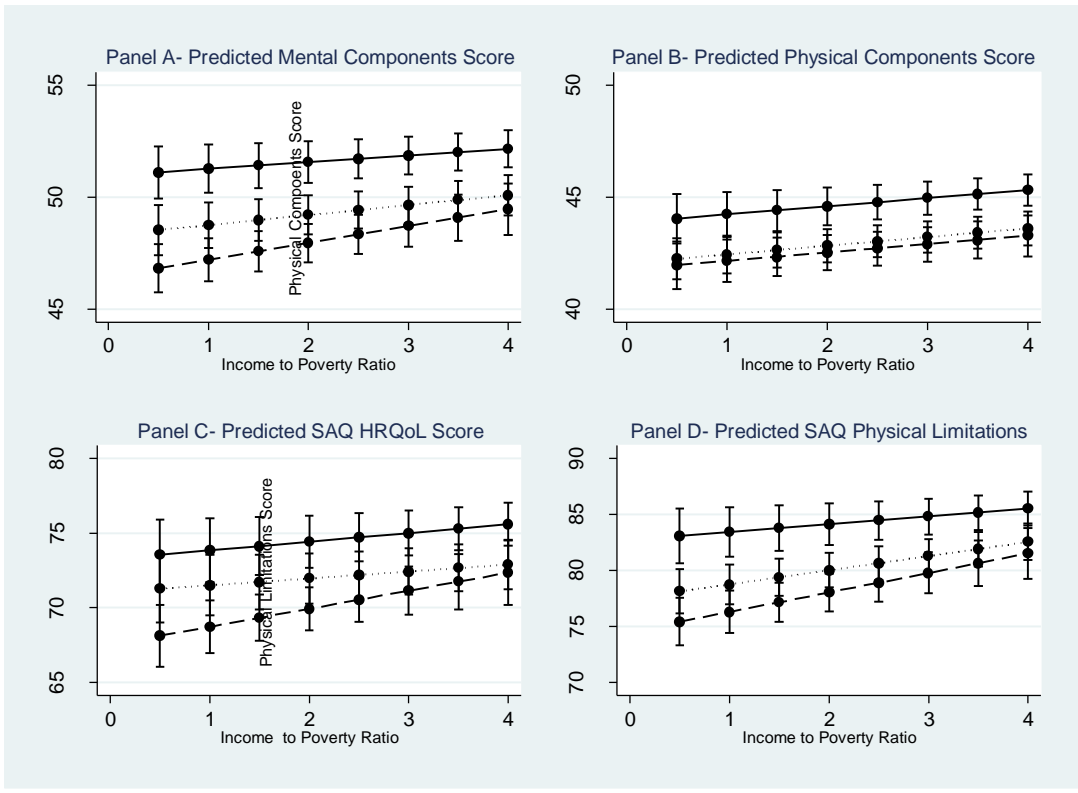 Panel A- Predicted Mental Components Score
55
50
45
Physical Compoents Score
0 1 2 3 4
Income to Poverty Ratio
Panel B- Predicted Physical Components Score
50
45
40
0 1 2 3 4
Income to Poverty Ratio
Panel C- Predicted SAQ HRQoL Score
80
75
70
65
Physical Limitations Score
0 1 2 3 4
Income to Poverty Ratio
Panel D- Predicted SAQ Physical Limitations
90
85
80
75
70
0 1 2 3 4
Income to Poverty Ratio